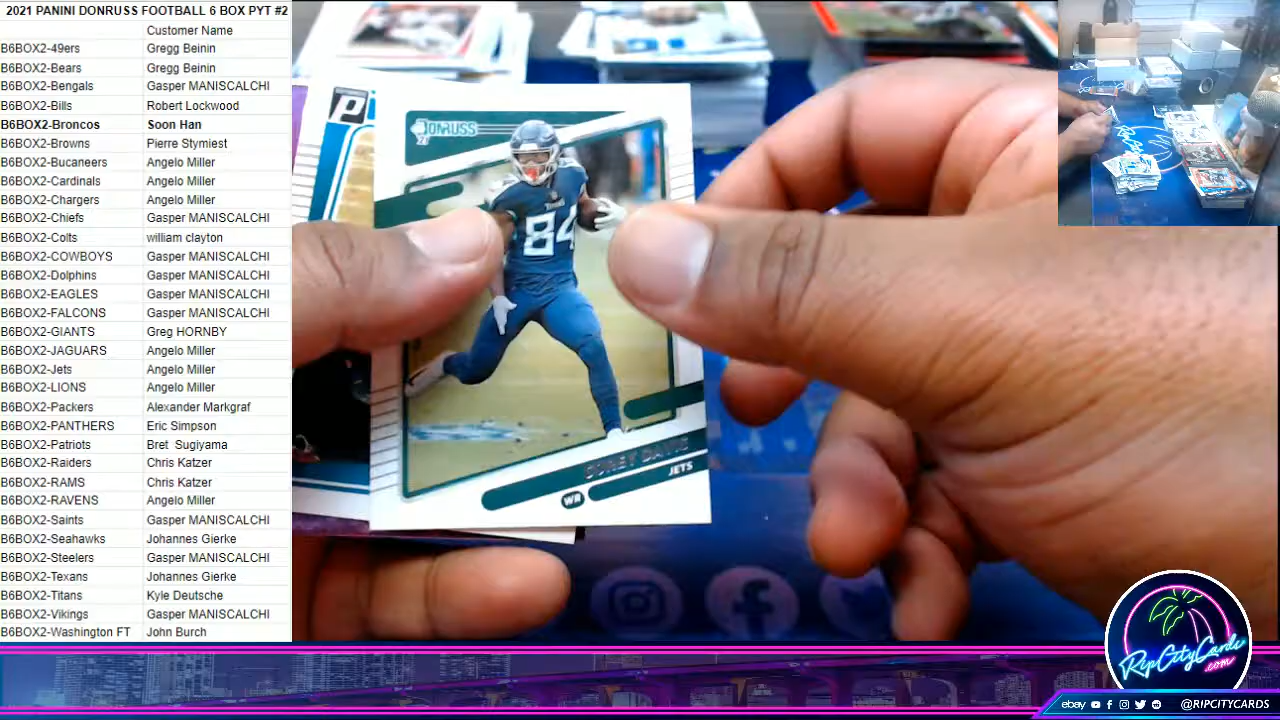 2021 PANINI DONRUSS FOOTBALL 6 BOX PYT #2
Customer Name
B6BOX2-49ers Gregg Beinin
B6BOX2-Bears Gregg Beinin
B6BOX2-Bengals Gasper MANISCALCHI
B6BOX2-Bills Robert Lockwood
B6BOX2-Broncos Soon Han
B6BOX2-Browns Pierre Stymiest
B6BOX2-Bucaneers Angelo Miller
B6BOX2-Cardinals Angelo Miller
B6BOX2-Chargers Angelo Miller
B6BOX2-Chiefs Gasper MANISCALCHI
B6BOX2-Colts william clayton
B6BOX2-COWBOYS Gasper MANISCALCHI
B6BOX2-Dolphins Gasper MANISCALCHI
B6BOX2-EAGLES Gasper MANISCALCHI
B6BOX2-FALCONS Gasper MANISCALCHI
B6BOX2-GIANTS Greg HORNBY
B6BOX2-JAGUARS Angelo Miller
B6BOX2-Jets Angelo Miller
B6BOX2-LIONS Angelo Miller
B6BOX2-Packers Alexander Markgraf
B6BOX2-PANTHERS Eric Simpson
B6BOX2-Patriots Bret Sugiyama
B6BOX2-Raiders Chris Katzer
B6BOX2-RAMS Chris Katzer
B6BOX2-RAVENS Angelo Miller
B6BOX2-Saints Gasper MANISCALCHI
B6BOX2-Seahawks Johannes Gierke
B6BOX2-Steelers Gasper MANISCALCHI
B6BOX2-Texans Johannes Gierke
B6BOX2-Titans Kyle Deutsche
B6BOX2-Vikings Gasper MANISCALCHI
B6BOX2-Washington FT John Burch
P
DONRUSS
21
TITANS
84
COREY DAVIS
JETS
WR
RipCityCards
.com
ebay @RIPCITYCARDS